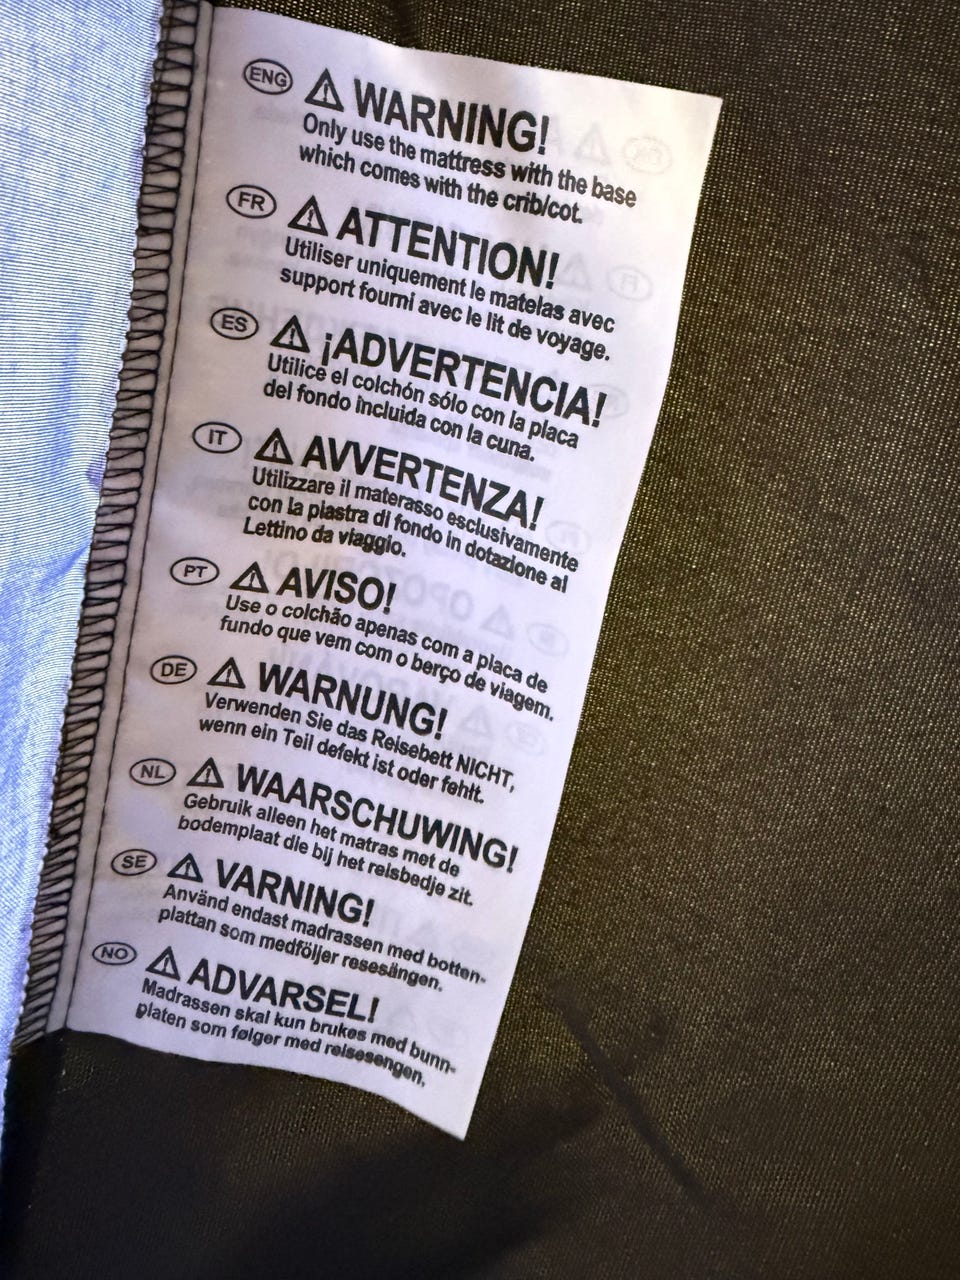 ENG ⚠ WARNING!
Only use the mattress with the base
which comes with the crib/cot.
FR ⚠ ATTENTION!
Utiliser uniquement le matelas avec
support fourni avec le lit de voyage.
ES ⚠ ¡ADVERTENCIA!
Utilice el colchón sólo con la placa
del fondo incluida con la cuna.
IT ⚠ AVVERTENZA!
Utilizzare il materasso esclusivamente
con la piastra di fondo in dotazione al
Lettino da viaggio.
PT ⚠ AVISO!
Use o colchão apenas com a placa de
fundo que vem com o berço de viagem.
DE ⚠ WARNUNG!
Verwenden Sie das Reisebett NICHT,
wenn ein Teil defekt ist oder fehlt.
NL ⚠ WAARSCHUWING!
Gebruik alleen het matras met de
bodemplaat die bij het reisbedje zit.
SE ⚠ VARNING!
Använd endast madrassen med botten-
plattan som medföljer resesängen.
NO ⚠ ADVARSEL!
Madrassen skal kun brukes med bunn-
platen som følger med reisesengen.